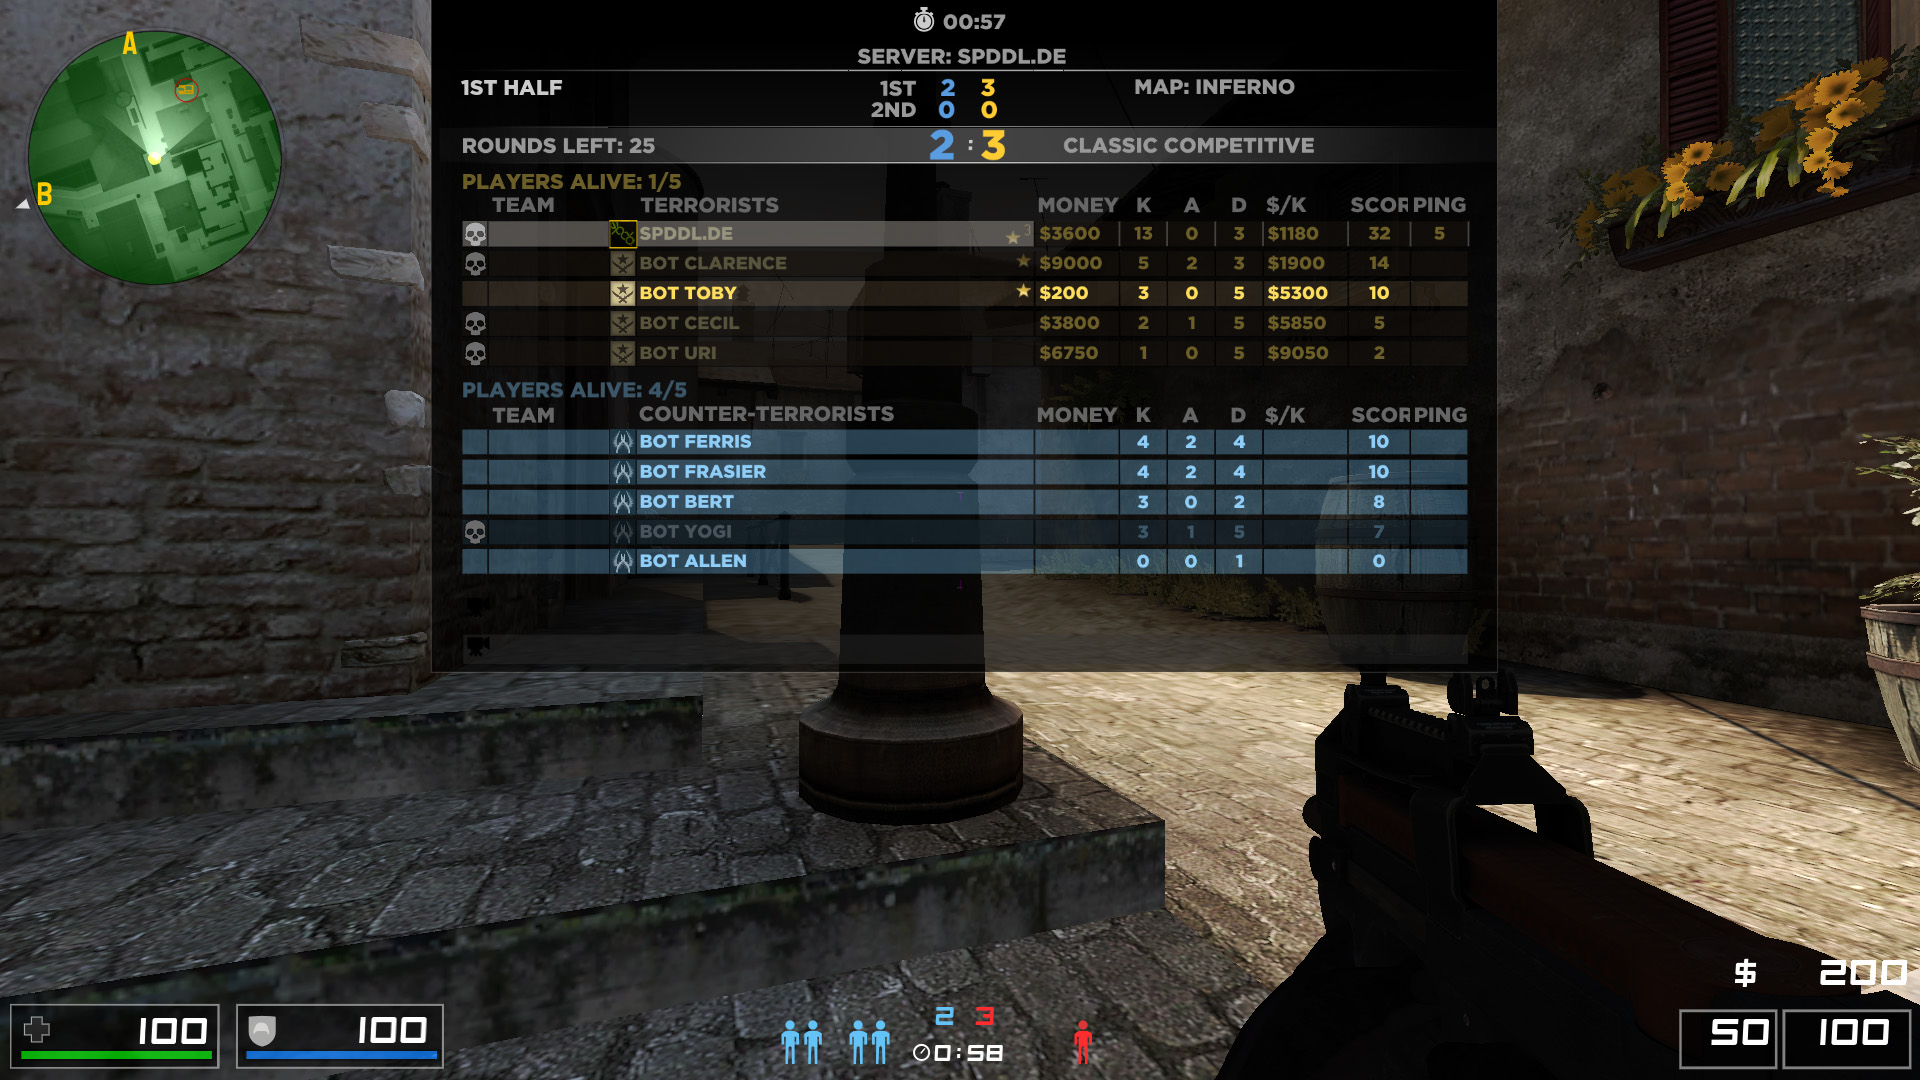 A
B
00:57
SERVER: SPDDL.DE
1ST HALF 1ST 2 3 MAP: INFERNO
2ND 0 0
ROUNDS LEFT: 25 2 : 3 CLASSIC COMPETITIVE
PLAYERS ALIVE: 1/5
TEAM TERRORISTS MONEY K A D $/K SCOR PING
SPDDL.DE 3 $3600 13 0 3 $1180 32 5
BOT CLARENCE $9000 5 2 3 $1900 14
BOT TOBY $200 3 0 5 $5300 10
BOT CECIL $3800 2 1 5 $5850 5
BOT URI $6750 1 0 5 $9050 2
PLAYERS ALIVE: 4/5
TEAM COUNTER-TERRORISTS MONEY K A D $/K SCOR PING
BOT FERRIS 4 2 4 10
BOT FRASIER 4 2 4 10
BOT BERT 3 0 2 8
BOT YOGI 3 1 5 7
BOT ALLEN 0 0 1 0
$ 200
100 100 2 3 50 100
0:58